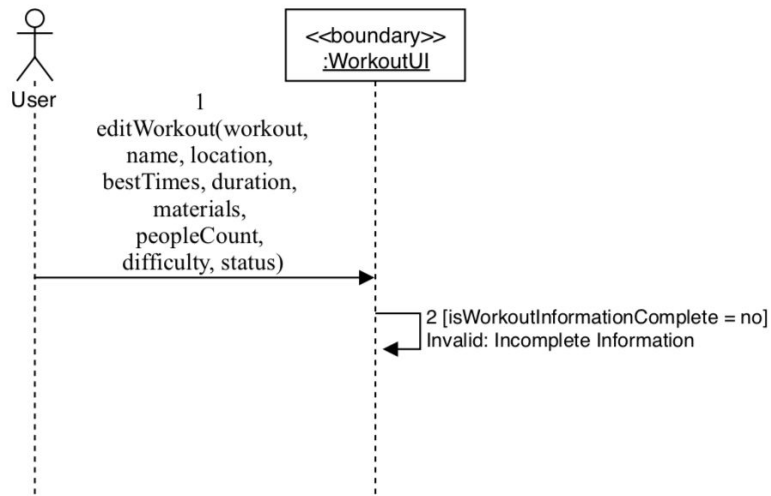 <<boundary>>
:WorkoutUI
User
1
editWorkout(workout,
name, location,
bestTimes, duration,
materials,
peopleCount,
difficulty, status)
2 [isWorkoutInformationComplete = no]
Invalid: Incomplete Information